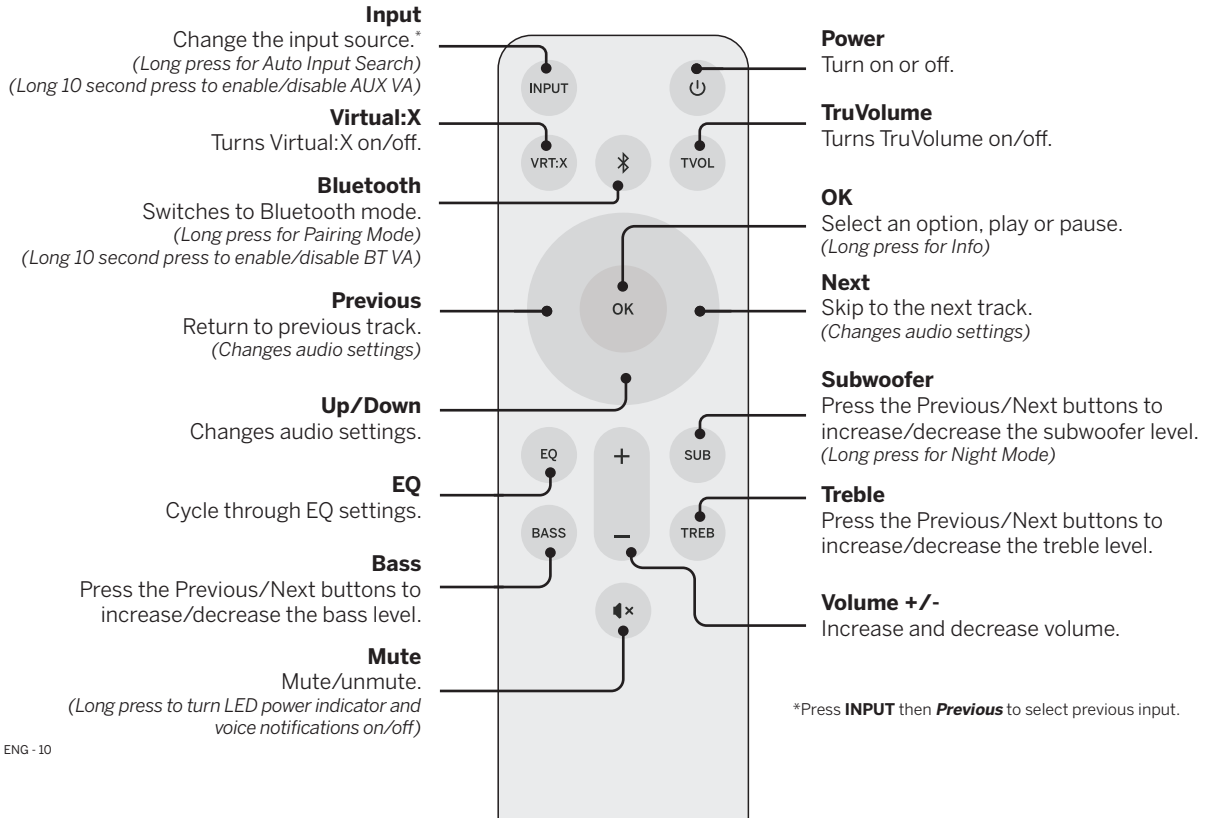 Input
Change the input source.*
(Long press for Auto Input Search)
(Long 10 second press to enable/disable AUX VA)
Virtual:X
Turns Virtual:X on/off.
Bluetooth
Switches to Bluetooth mode.
(Long press for Pairing Mode)
(Long 10 second press to enable/disable BT VA)
Previous
Return to previous track.
(Changes audio settings)
Up/Down
Changes audio settings.
EQ
Cycle through EQ settings.
Bass
Press the Previous/Next buttons to
increase/decrease the bass level.
Mute
Mute/unmute.
(Long press to turn LED power indicator and
voice notifications on/off)
ENG - 10
INPUT
VRT:X
TVOL
OK
EQ
+
SUB
BASS
–
TREB
Power
Turn on or off.
TruVolume
Turns TruVolume on/off.
OK
Select an option, play or pause.
(Long press for Info)
Next
Skip to the next track.
(Changes audio settings)
Subwoofer
Press the Previous/Next buttons to
increase/decrease the subwoofer level.
(Long press for Night Mode)
Treble
Press the Previous/Next buttons to
increase/decrease the treble level.
Volume +/-
Increase and decrease volume.
*Press INPUT then Previous to select previous input.